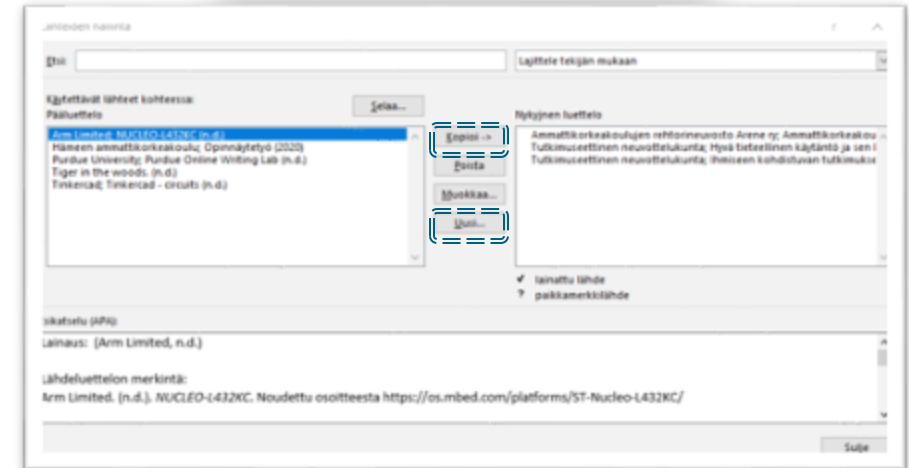 Lähteiden hallinta
Etsi:
Lajittele tekijän mukaan
Käytettävät lähteet kohteessa:
Pääluettelo
Selaa...
Nykyinen luettelo
Arm Limited; NUCLEO-L432KC (n.d.)
Hämeen ammattikorkeakoulu; Opinnäytetyö (2020)
Purdue University; Purdue Online Writing Lab (n.d.)
Tiger in the woods. (n.d.)
Tinkercad; Tinkercad - circuits (n.d.)
Kopioi ->
Poista
Muokkaa...
Uusi...
Ammattikorkeakoulujen rehtorineuvosto Arene ry; Ammattikorkeakou
Tutkimuseettinen neuvottelukunta; Hyvä tieteellinen käytäntö ja sen l
Tutkimuseettinen neuvottelukunta; Ihmiseen kohdistuvan tutkimukse
✓ lainattu lähde
? paikkamerkkilähde
sikatselu (APA):
Lainaus: (Arm Limited, n.d.)
Lähdeluettelon merkintä:
Arm Limited. (n.d.). NUCLEO-L432KC. Noudettu osoitteesta https://os.mbed.com/platforms/ST-Nucleo-L432KC/
Sulje